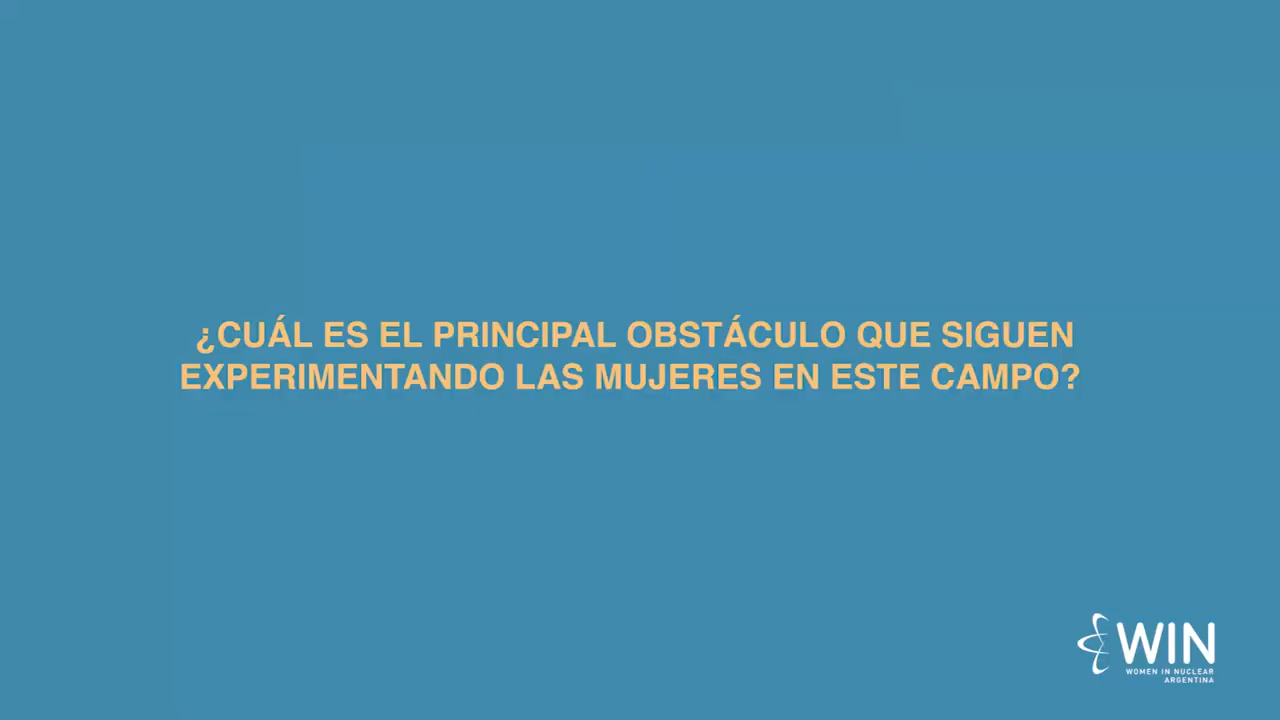 ¿CUÁL ES EL PRINCIPAL OBSTÁCULO QUE SIGUEN
EXPERIMENTANDO LAS MUJERES EN ESTE CAMPO?
WIN
WOMEN IN NUCLEAR
ARGENTINA